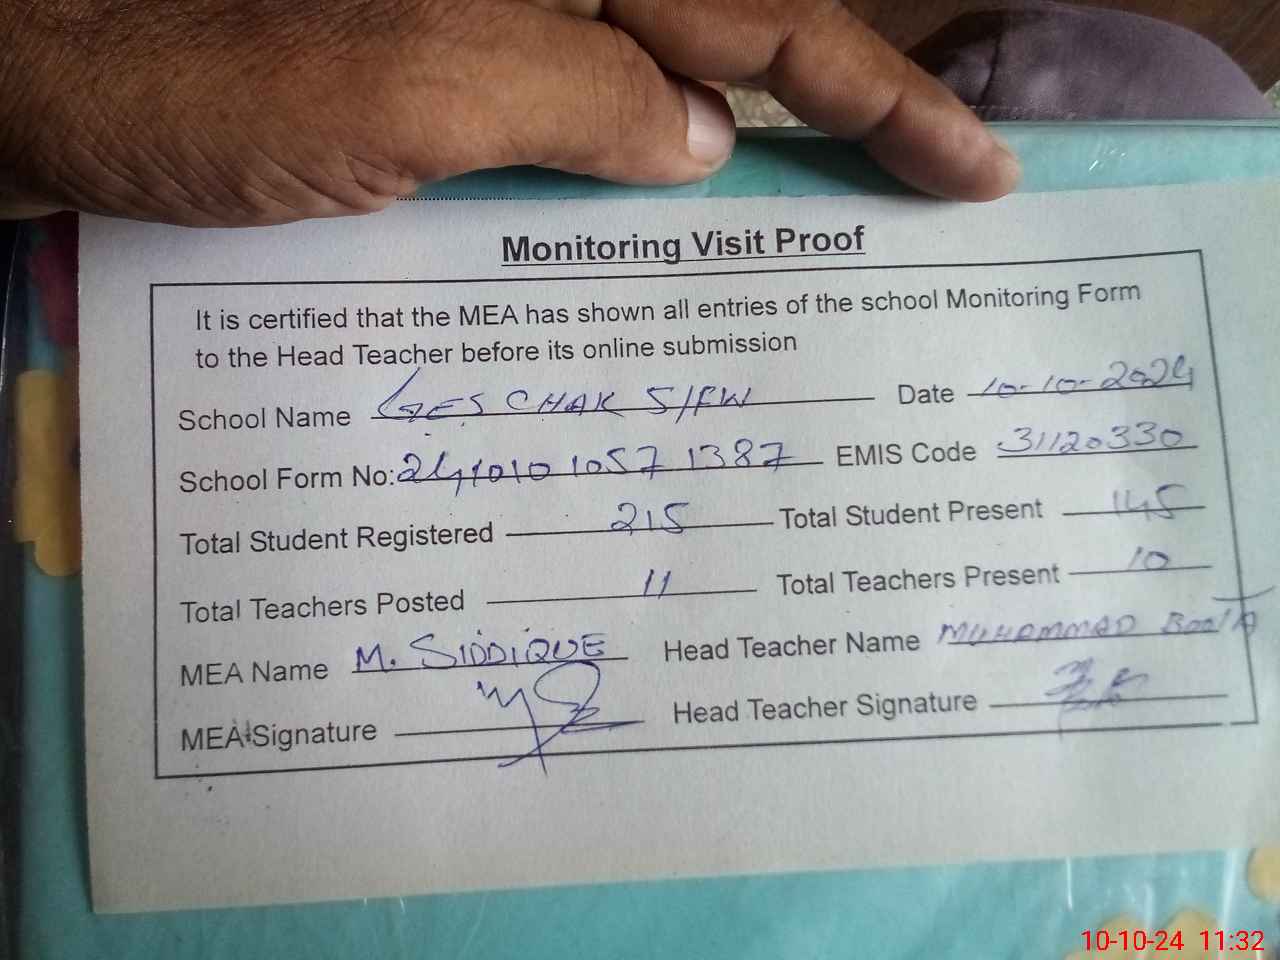 Monitoring Visit Proof
It is certified that the MEA has shown all entries of the school Monitoring Form
to the Head Teacher before its online submission
School Name GES CHAK 5/FW Date 10-10-2024
School Form No: 241010110571387 EMIS Code 31120330
Total Student Registered 215 Total Student Present 145
Total Teachers Posted 11 Total Teachers Present 10
MEA Name M. SIDDIQUE Head Teacher Name MUHAMMAD BooTA
MEA Signature Head Teacher Signature
10-10-24 11:32